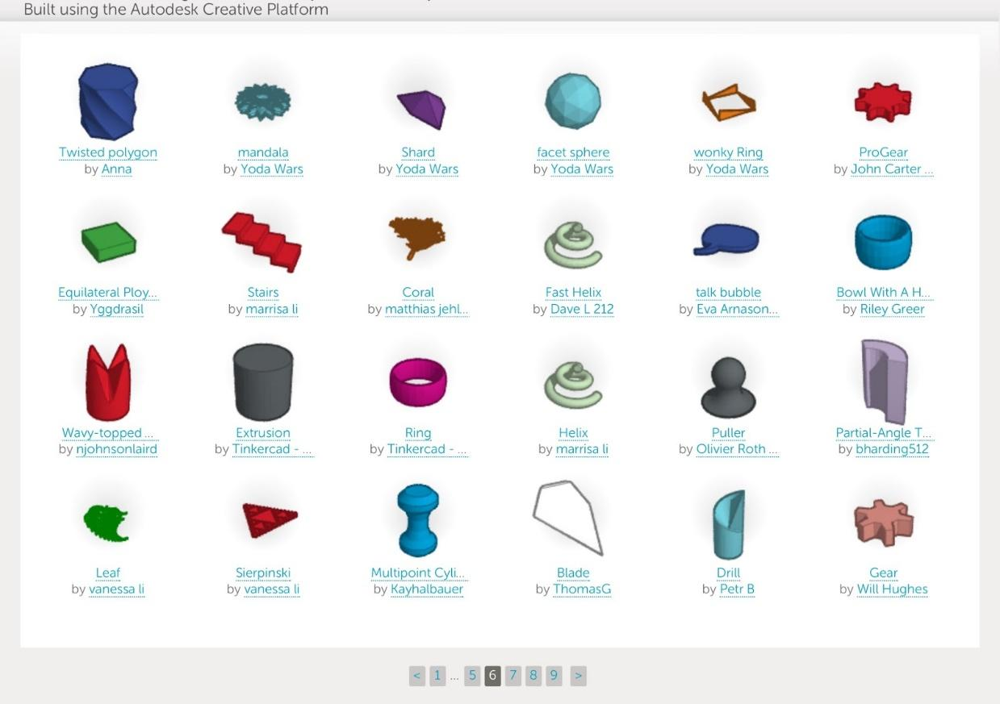 Built using the Autodesk Creative Platform
Twisted polygon
by Anna
mandala
by Yoda Wars
Shard
by Yoda Wars
facet sphere
by Yoda Wars
wonky Ring
by Yoda Wars
ProGear
by John Carter ...
Equilateral Ploy...
by Yggdrasil
Stairs
by marrisa li
Coral
by matthias jehl...
Fast Helix
by Dave L 212
talk bubble
by Eva Arnason...
Bowl With A H...
by Riley Greer
Wavy-topped ...
by njohnsonlaird
Extrusion
by Tinkercad - ...
Ring
by Tinkercad - ...
Helix
by marrisa li
Puller
by Olivier Roth ...
Partial-Angle T...
by bharding512
Leaf
by vanessa li
Sierpinski
by vanessa li
Multipoint Cyli...
by Kayhalbauer
Blade
by ThomasG
Drill
by Petr B
Gear
by Will Hughes
< 1 ... 5 6 7 8 9 >